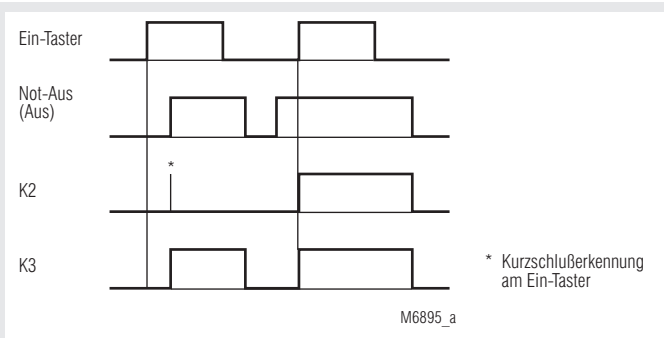 Ein-Taster
Not-Aus
(Aus)
*
K2
K3
* Kurzschlußerkennung
am Ein-Taster
M6895_a